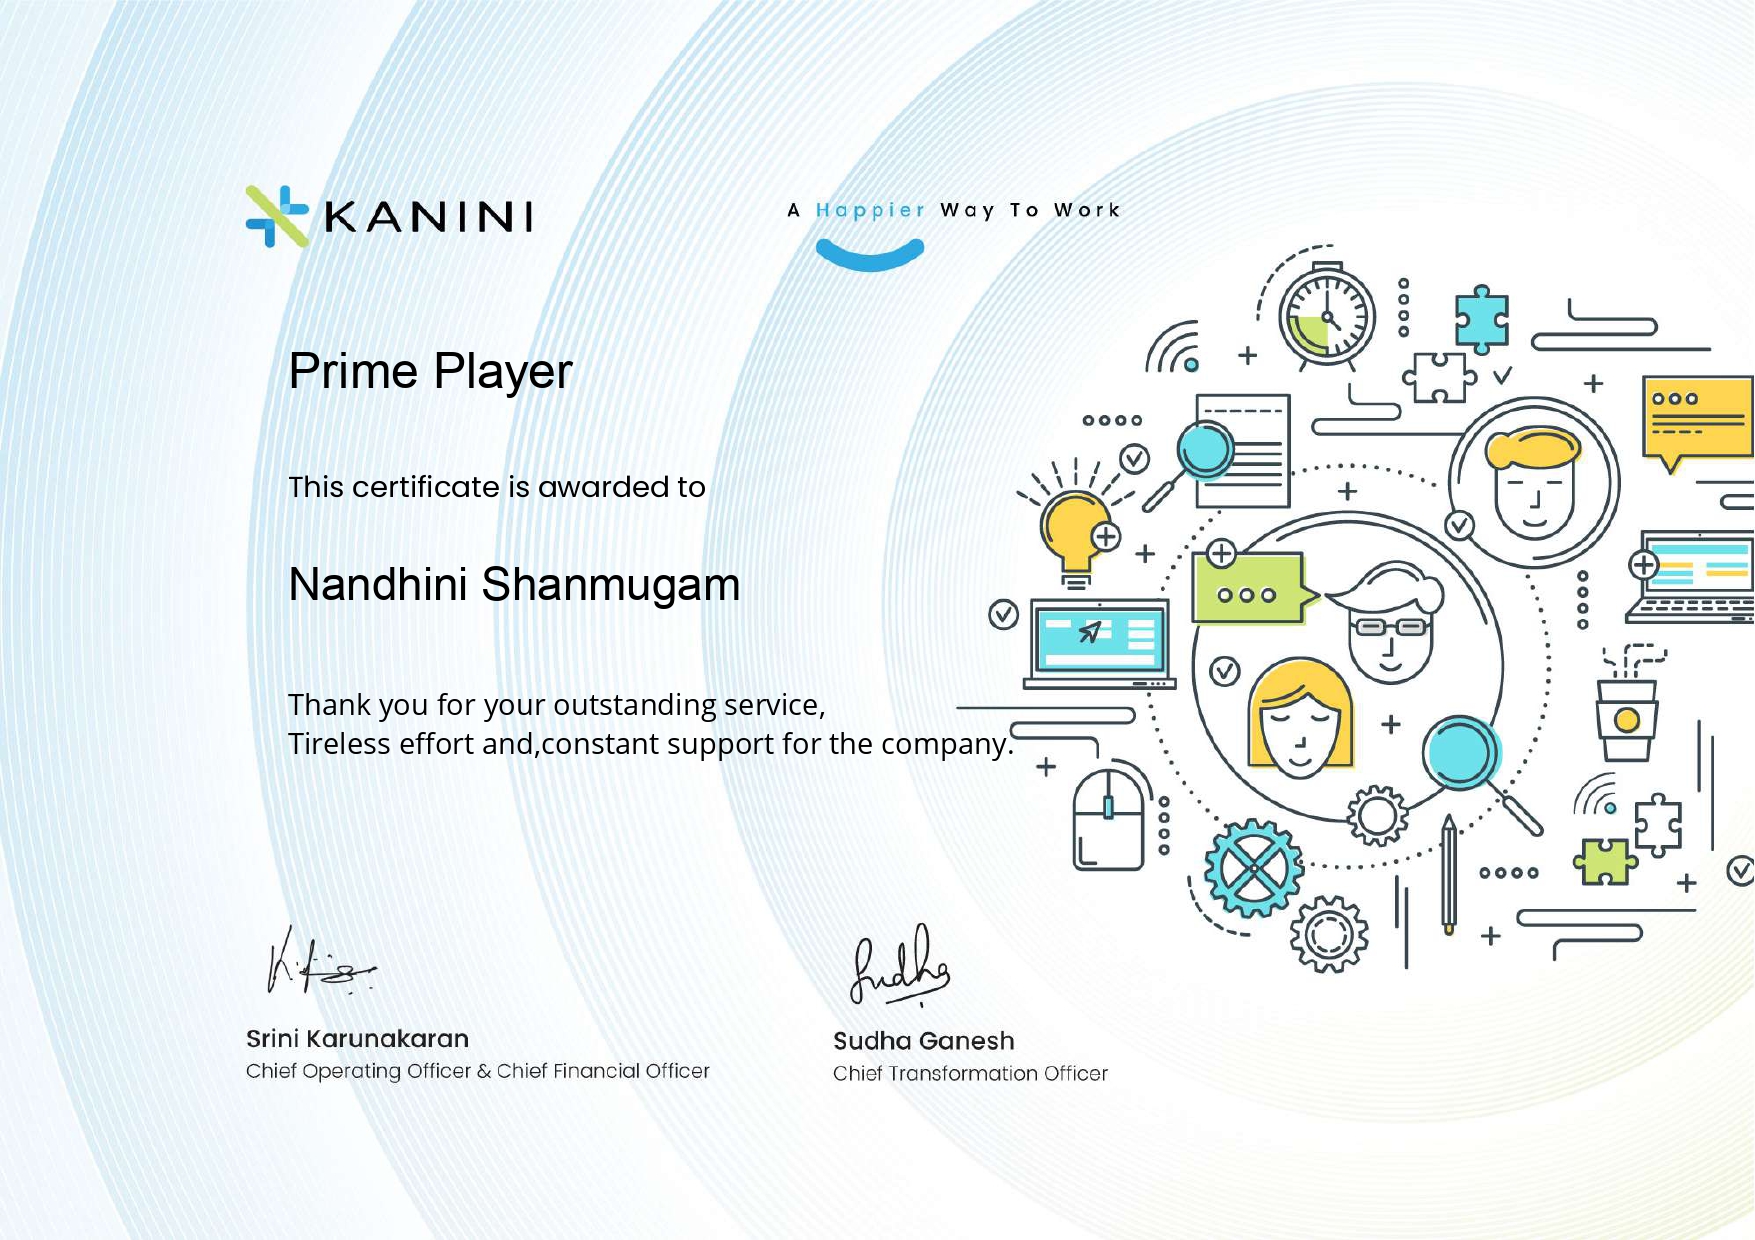 KANINI
A Happier Way To Work
Prime Player
This certificate is awarded to
Nandhini Shanmugam
Thank you for your outstanding service,
Tireless effort and,constant support for the company.
Sudha
Srini Karunakaran
Chief Operating Officer & Chief Financial Officer
Sudha Ganesh
Chief Transformation Officer